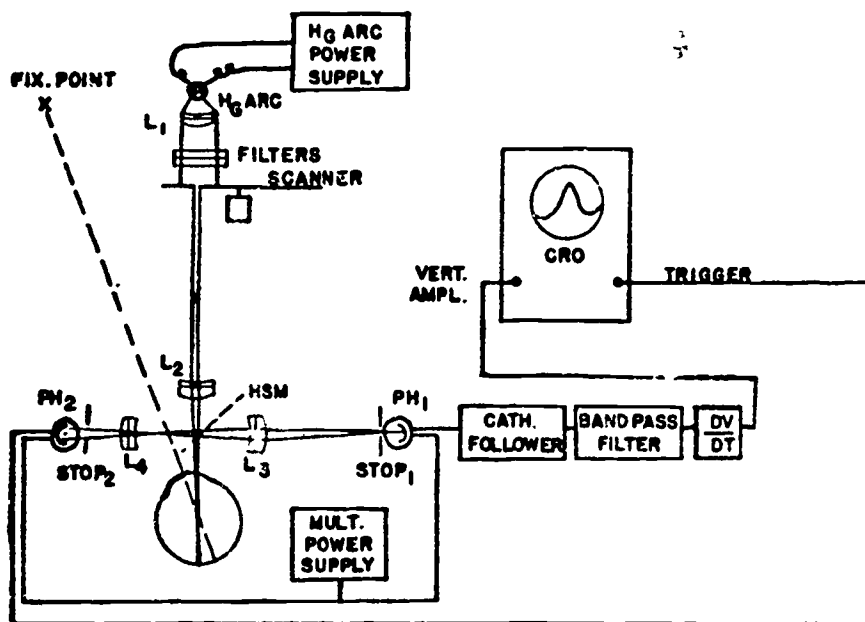 HG ARC
POWER
SUPPLY
FIX. POINT
X
HG ARC
L1
FILTERS
SCANNER
CRO
VERT.
AMPL.
TRIGGER
L2
HSM
PH2
PH1
CATH.
FOLLOWER
BAND PASS
FILTER
DV
DT
STOP2
L4
L3
STOP1
MULT.
POWER
SUPPLY